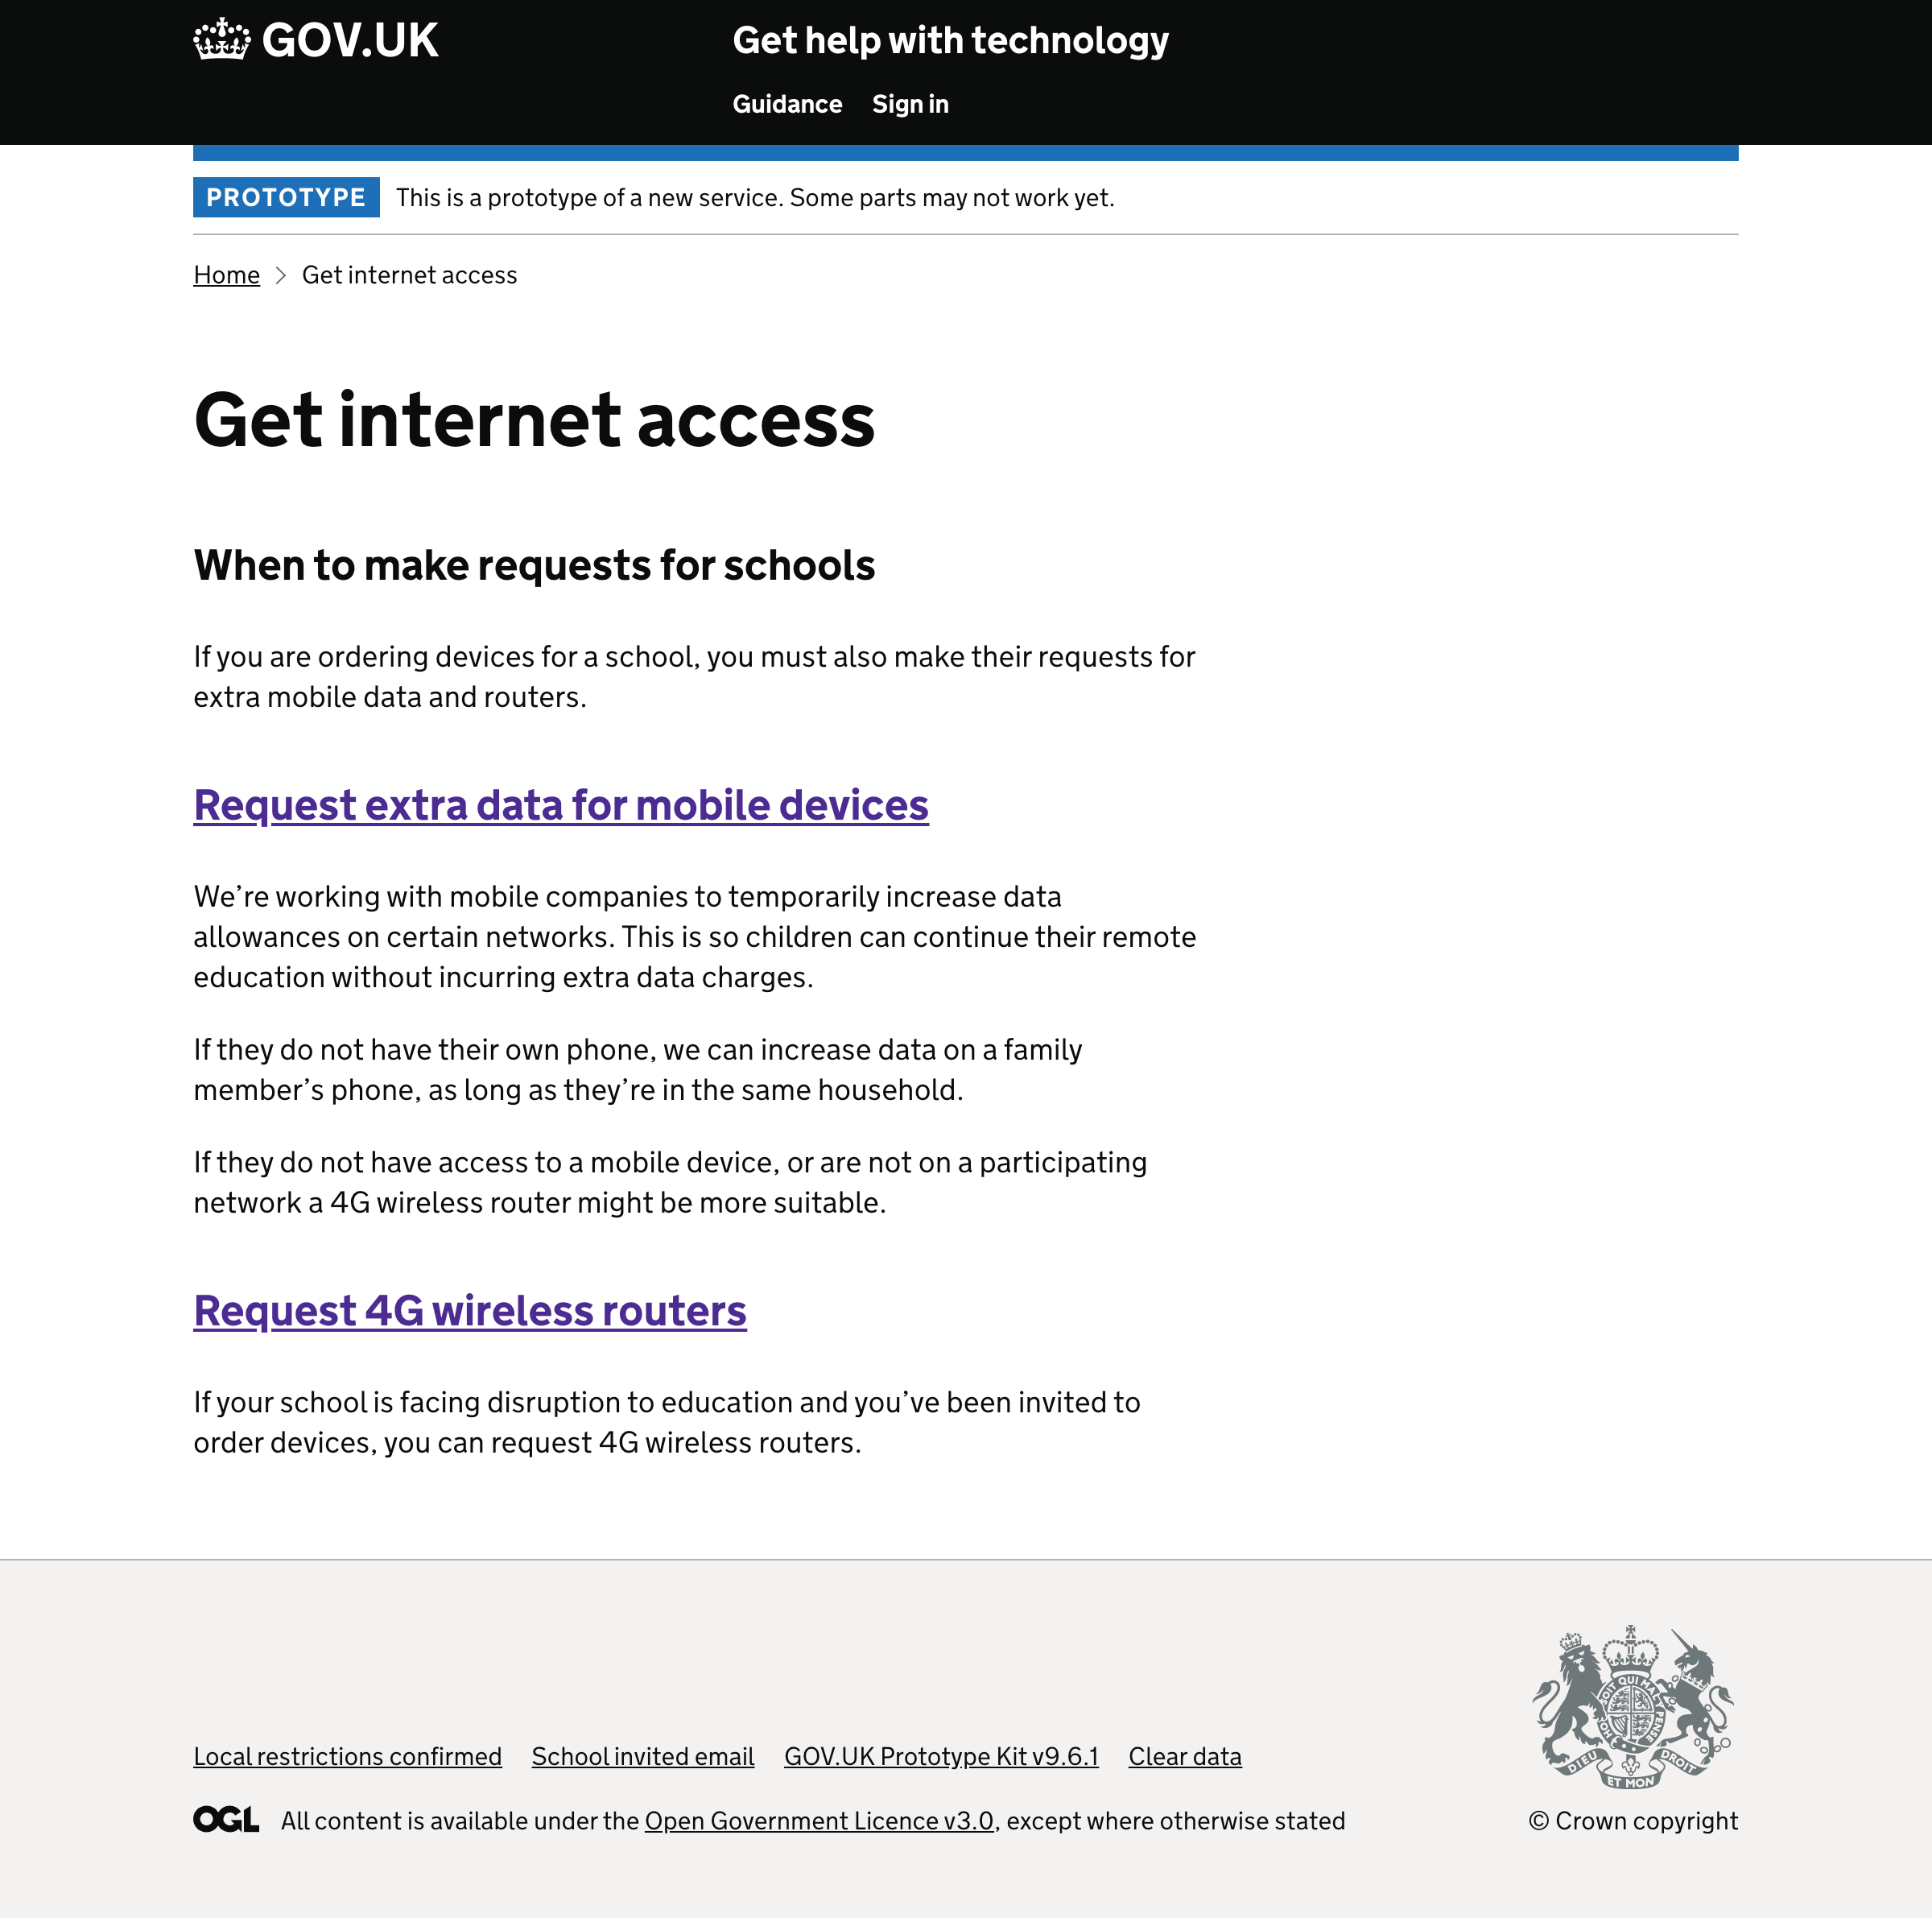 GOV.UK
Get help with technology
Guidance Sign in
PROTOTYPE This is a prototype of a new service. Some parts may not work yet.
Home > Get internet access
Get internet access
When to make requests for schools
If you are ordering devices for a school, you must also make their requests for
extra mobile data and routers.
Request extra data for mobile devices
We’re working with mobile companies to temporarily increase data
allowances on certain networks. This is so children can continue their remote
education without incurring extra data charges.
If they do not have their own phone, we can increase data on a family
member’s phone, as long as they’re in the same household.
If they do not have access to a mobile device, or are not on a participating
network a 4G wireless router might be more suitable.
Request 4G wireless routers
If your school is facing disruption to education and you’ve been invited to
order devices, you can request 4G wireless routers.
Local restrictions confirmed School invited email GOV.UK Prototype Kit v9.6.1 Clear data
OGL All content is available under the Open Government Licence v3.0, except where otherwise stated
SOIT QUI MAL Y PENSE
HON
DIEU ET MON DROIT
© Crown copyright